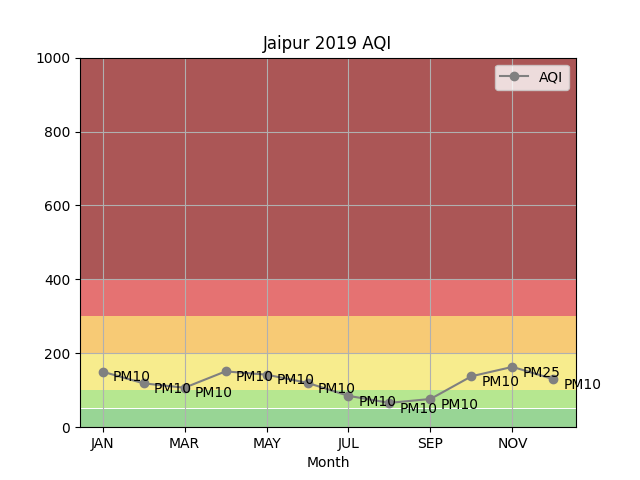 Jaipur 2019 AQI
1000
AQI
800
600
400
200
PM10
PM10
PM10
PM10
PM10
PM10
PM10
PM10
PM10
PM10
PM25
PM10
0
JAN
MAR
MAY
JUL
SEP
NOV
Month